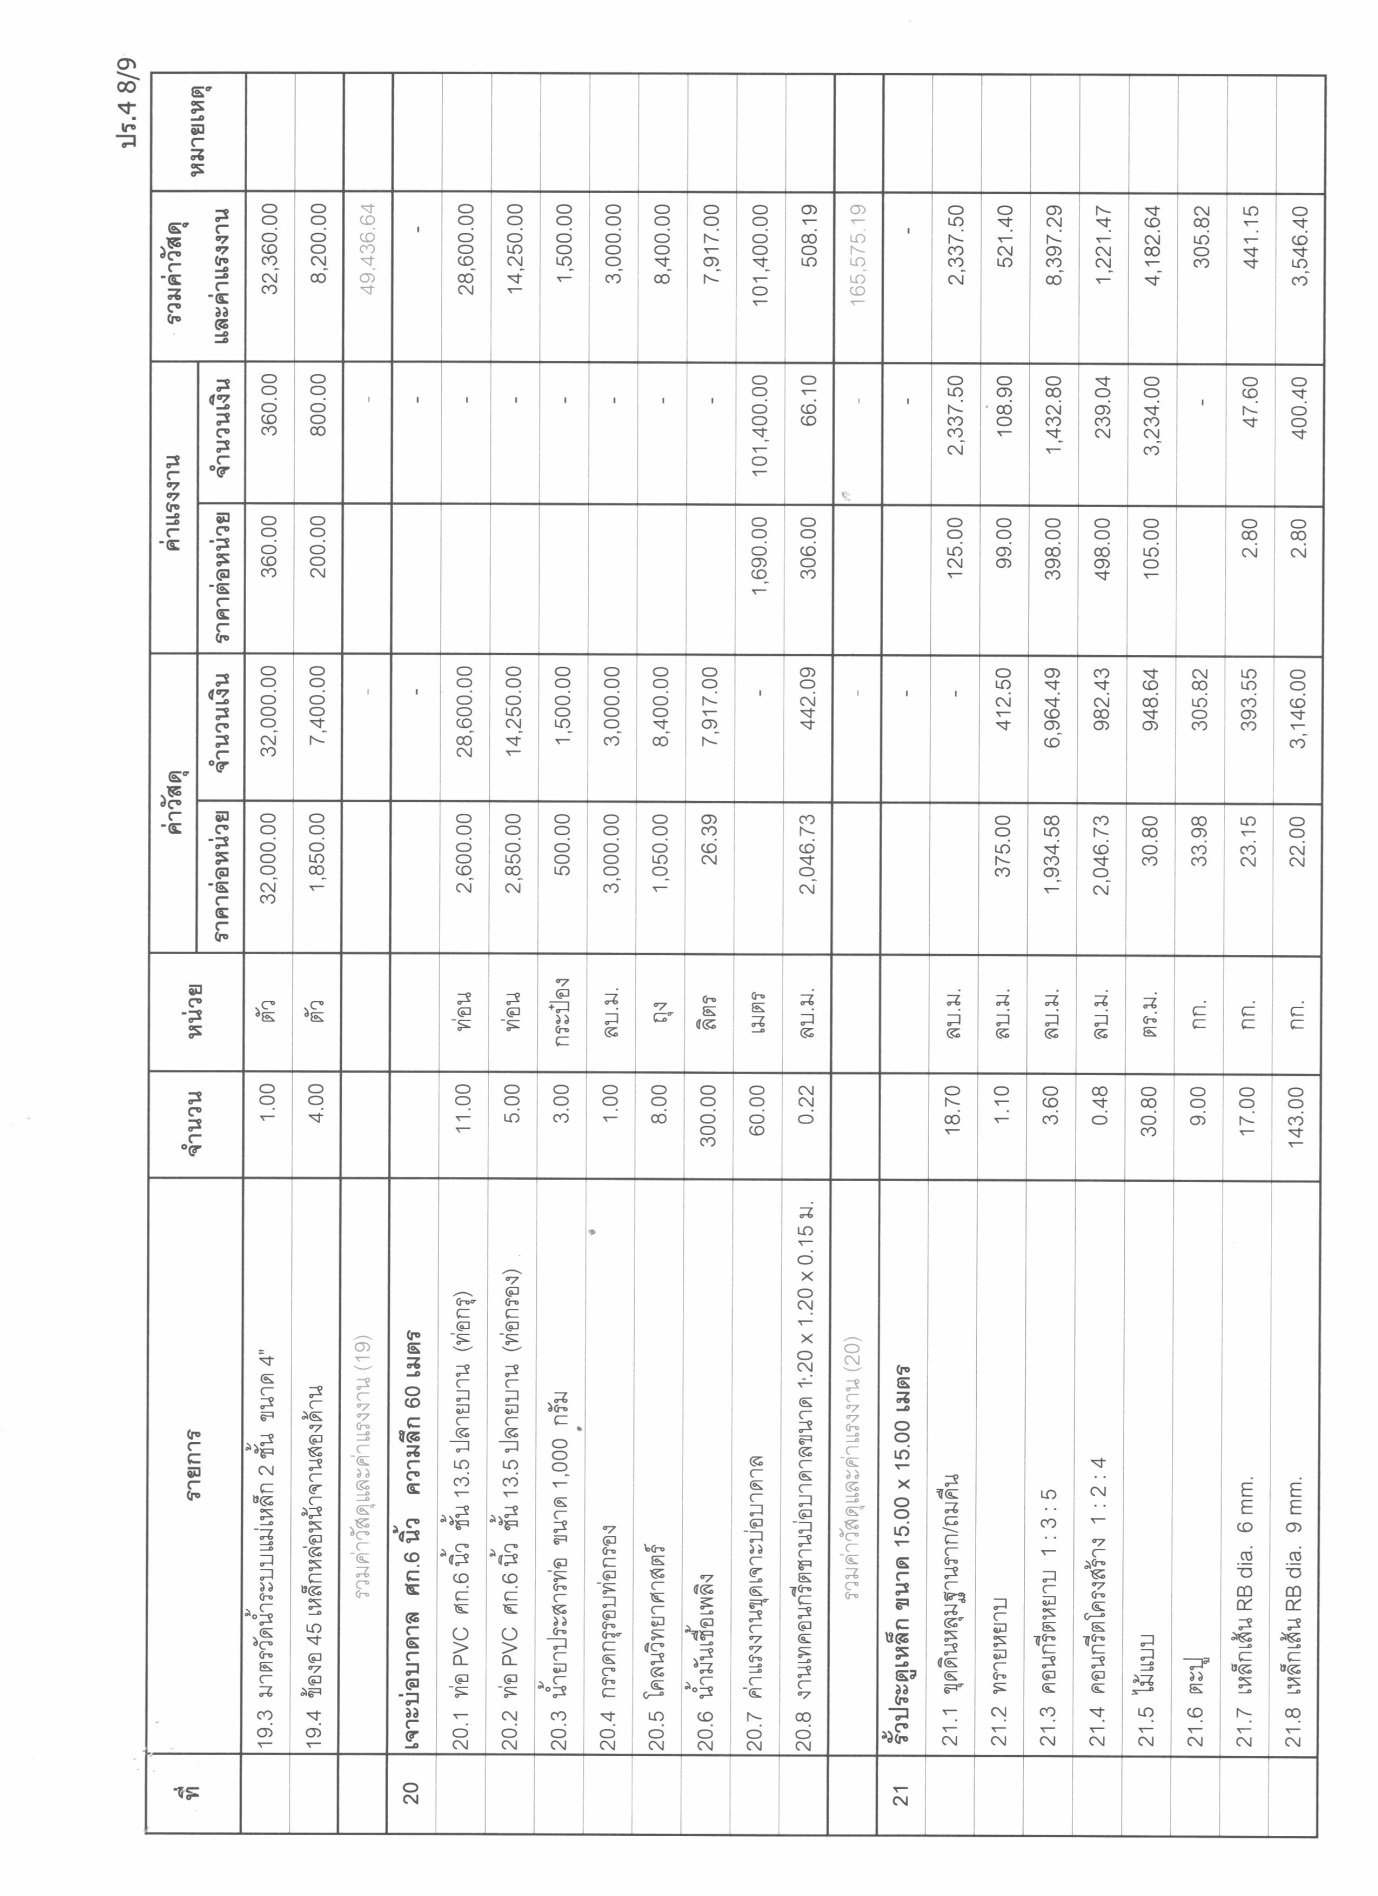 ปร.4 8/9
ที่ รายการ จำนวน หน่วย ค่าวัสดุ ค่าแรงงาน รวมค่าวัสดุ หมายเหตุ
ราคาต่อหน่วย จำนวนเงิน ราคาต่อหน่วย จำนวนเงิน และค่าแรงงาน
19.3 มาตรวัดน้ำระบบแม่เหล็ก 2 ชั้น ขนาด 4" 1.00 ตัว 32,000.00 32,000.00 360.00 360.00 32,360.00
19.4 ข้องอ 45 เหล็กหล่อหน้าจานสองด้าน 4.00 ตัว 1,850.00 7,400.00 200.00 800.00 8,200.00
รวมค่าวัสดุและค่าแรงงาน (19) - - 49,436.64
20 เจาะบ่อบาดาล ศก.6 นิ้ว ความลึก 60 เมตร - - -
20.1 ท่อ PVC ศก.6 นิ้ว ชั้น 13.5 ปลายบาน (ท่อกรุ) 11.00 ท่อน 2,600.00 28,600.00 - 28,600.00
20.2 ท่อ PVC ศก.6 นิ้ว ชั้น 13.5 ปลายบาน (ท่อกรอง) 5.00 ท่อน 2,850.00 14,250.00 - 14,250.00
20.3 น้ำยาประสารท่อ ขนาด 1,000 กรัม 3.00 กระป๋อง 500.00 1,500.00 - 1,500.00
20.4 กรวดกรุรอบท่อกรอง 1.00 ลบ.ม. 3,000.00 3,000.00 - 3,000.00
20.5 โคลนวิทยาศาสตร์ 8.00 ถุง 1,050.00 8,400.00 - 8,400.00
20.6 น้ำมันเชื้อเพลิง 300.00 ลิตร 26.39 7,917.00 - 7,917.00
20.7 ค่าแรงงานขุดเจาะบ่อบาดาล 60.00 เมตร - 1,690.00 101,400.00 101,400.00
20.8 งานเทคอนกรีตชานบ่อบาดาลขนาด 1.20 x 1.20 x 0.15 ม. 0.22 ลบ.ม. 2,046.73 442.09 306.00 66.10 508.19
รวมค่าวัสดุและค่าแรงงาน (20) - - 165,575.19
21 รั้วประตูเหล็ก ขนาด 15.00 x 15.00 เมตร - - -
21.1 ขุดดินหลุมฐานราก/ถมคืน 18.70 ลบ.ม. - 125.00 2,337.50 2,337.50
21.2 ทรายหยาบ 1.10 ลบ.ม. 375.00 412.50 99.00 108.90 521.40
21.3 คอนกรีตหยาบ 1 : 3 : 5 3.60 ลบ.ม. 1,934.58 6,964.49 398.00 1,432.80 8,397.29
21.4 คอนกรีตโครงสร้าง 1 : 2 : 4 0.48 ลบ.ม. 2,046.73 982.43 498.00 239.04 1,221.47
21.5 ไม้แบบ 30.80 ตร.ม. 30.80 948.64 105.00 3,234.00 4,182.64
21.6 ตะปู 9.00 กก. 33.98 305.82 - 305.82
21.7 เหล็กเส้น RB dia. 6 mm. 17.00 กก. 23.15 393.55 2.80 47.60 441.15
21.8 เหล็กเส้น RB dia. 9 mm. 143.00 กก. 22.00 3,146.00 2.80 400.40 3,546.40